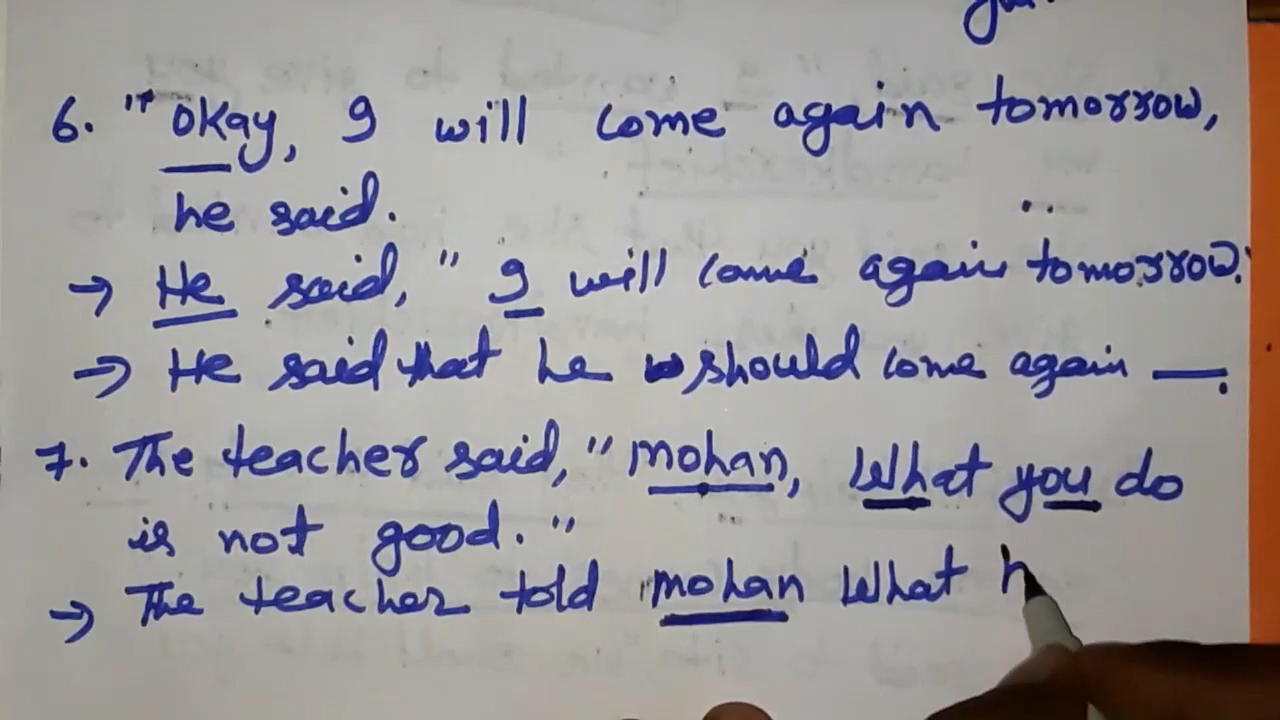 6. "okay, I will come again tomorrow,
he said.
→ He said, " I will come again tomorrow.
→ He said that he should come again —.
7. The teacher said, "mohan, What you do
is not good."
→ The teacher told mohan What h